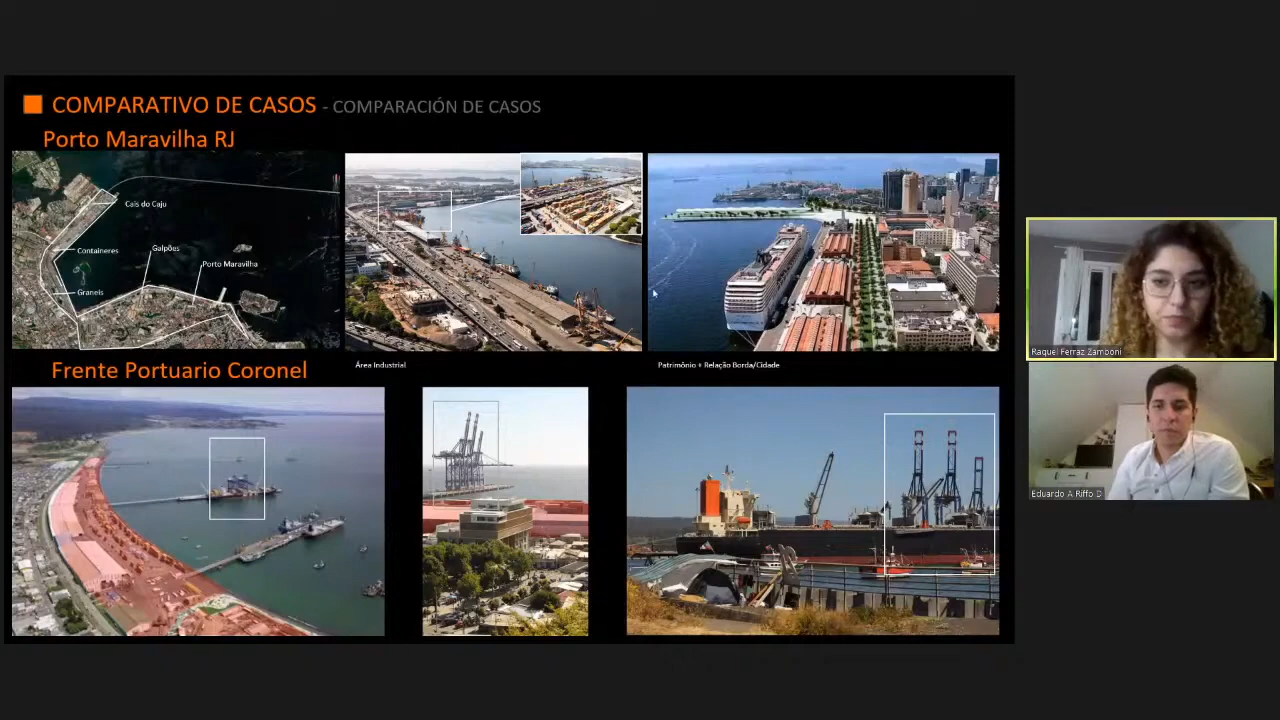 COMPARATIVO DE CASOS - COMPARACIÓN DE CASOS
Porto Maravilha RJ
Cais do Caju
Containeres
Galpões
Porto Maravilha
Graneis
Área Industrial
Patrimônio + Relação Borda/Cidade
Frente Portuario Coronel
Raquel Ferraz Zamboni
Eduardo A Riffo D